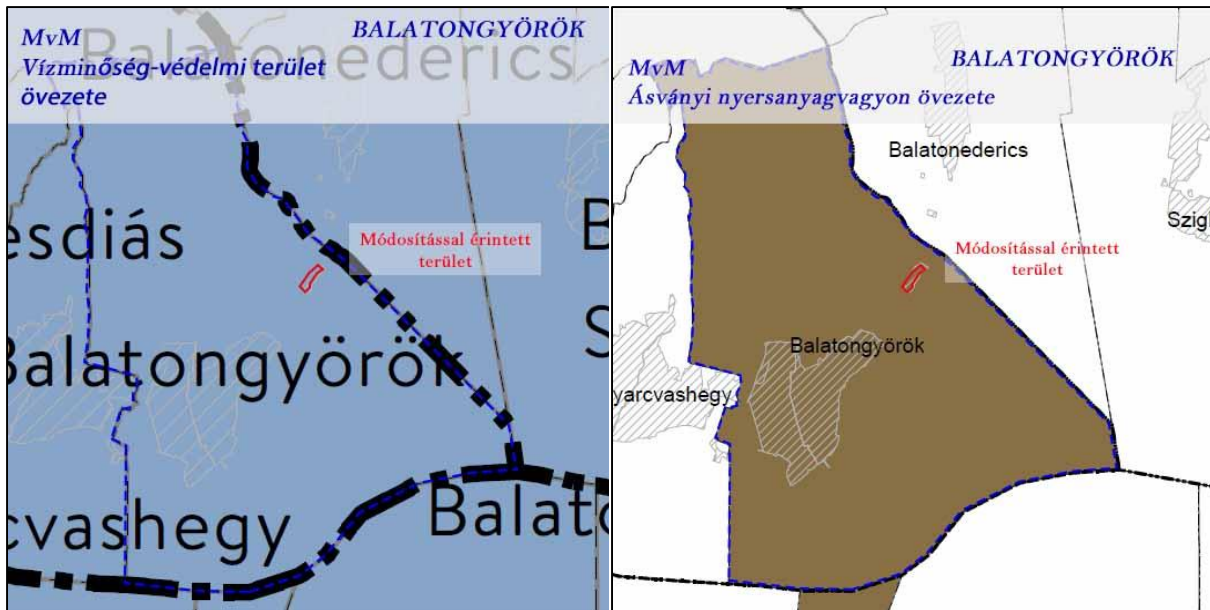 MvM
Vízminőség-védelmi terület
övezete
BALATONGYÖRÖK
Balatonederics
Módosítással érintett
terület
esdiás
B
Balatongyörök
S
cvashegy
Balato
MvM
Ásványi nyersanyagvagyon övezete
BALATONGYÖRÖK
Balatonederics
Szigl
Módosítással érintett
terület
Balatongyörök
yarcvashegy